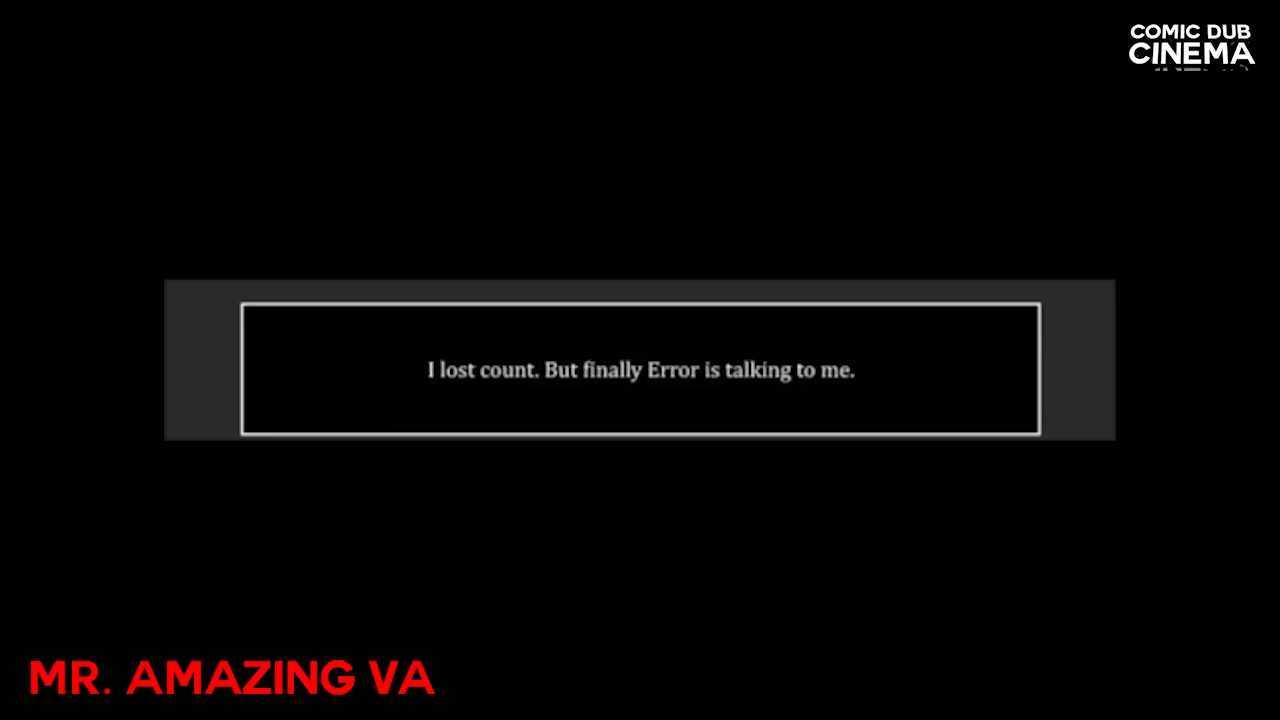 COMIC DUB
CINEMA
I lost count. But finally Error is talking to me.
MR. AMAZING VA